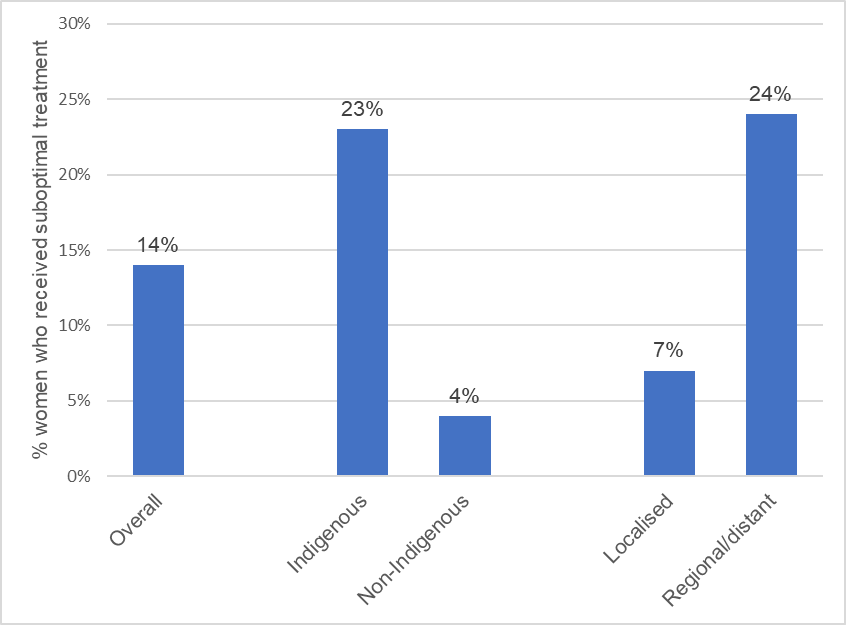 % women who received suboptimal treatment
30%
25%
20%
15%
10%
5%
0%
14%
23%
4%
7%
24%
Overall
Indigenous
Non-Indigenous
Localised
Regional/distant